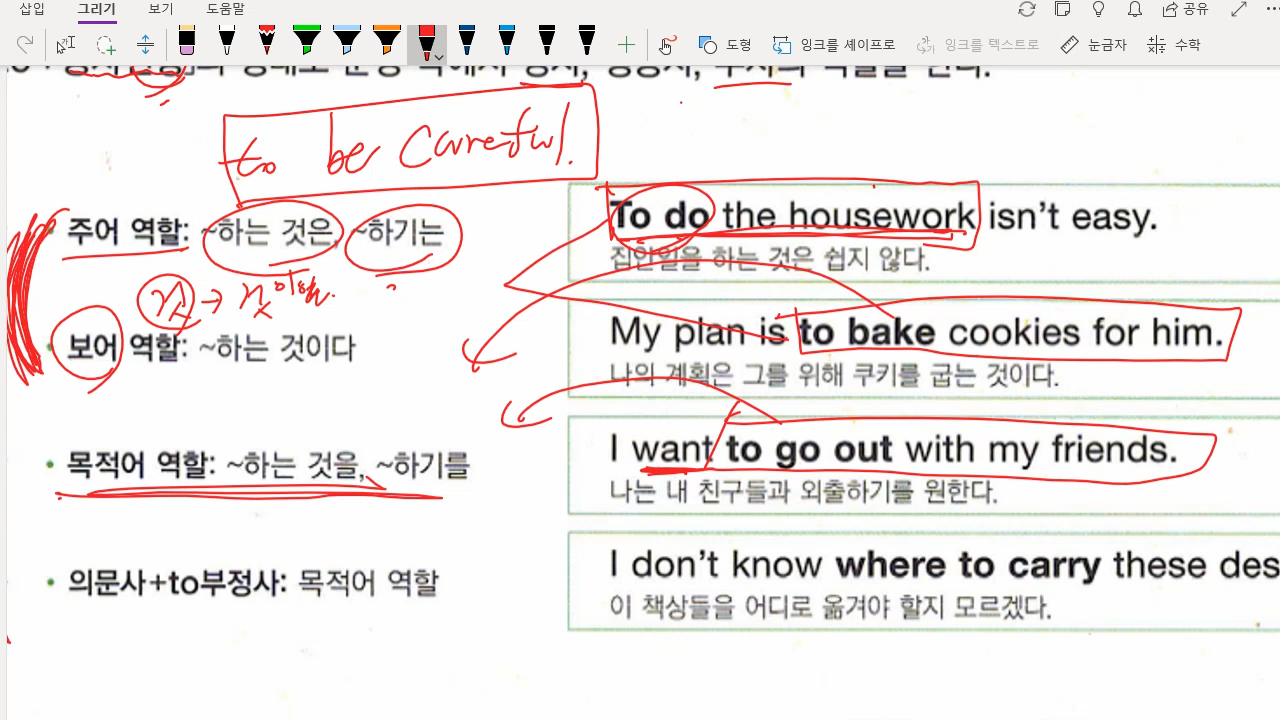 삽입 그리기 보기 도움말 공유
도형 잉크를 셰이프로 잉크를 텍스트로 눈금자 수학
to be Careful.
주어 역할: ~하는 것은, ~하기는
To do the housework isn't easy.
집안일을 하는 것은 쉽지 않다.
것 → 것이다.
보어 역할: ~하는 것이다
My plan is to bake cookies for him.
나의 계획은 그를 위해 쿠키를 굽는 것이다.
목적어 역할: ~하는 것을, ~하기를
I want to go out with my friends.
나는 내 친구들과 외출하기를 원한다.
의문사+to부정사: 목적어 역할
I don't know where to carry these des
이 책상들을 어디로 옮겨야 할지 모르겠다.